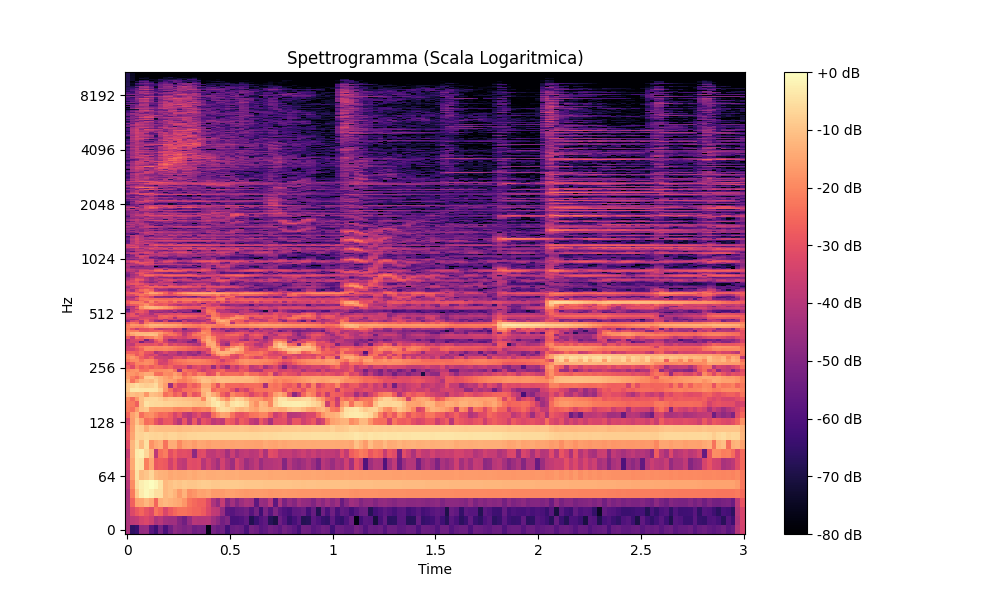 Spettrogramma (Scala Logaritmica)
Hz
8192
4096
2048
1024
512
256
128
64
0
0 0.5 1 1.5 2 2.5 3
Time
+0 dB
-10 dB
-20 dB
-30 dB
-40 dB
-50 dB
-60 dB
-70 dB
-80 dB